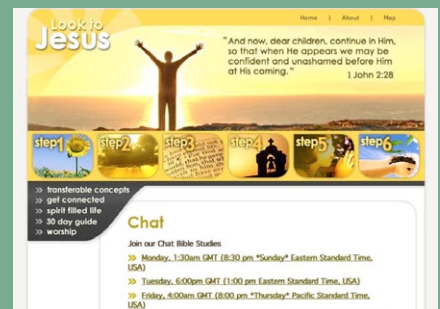 Look to
Jesus
Home | About | Map
"And now, dear children, continue in Him,
so that when He appears we may be
confident and unashamed before Him
at His coming."
1 John 2:28
step1 step2 step3 step4 step5 step6
» transferable concepts
» get connected
» spirit filled life
» 30 day guide
» worship
Chat
Join our Chat Bible Studies
» Monday, 1:30am GMT (8:30 pm *Sunday* Eastern Standard Time,
USA)
» Tuesday, 6:00pm GMT (1:00 pm Eastern Standard Time, USA)
» Friday, 4:00am GMT (8:00 pm *Thursday* Pacific Standard Time,
USA)